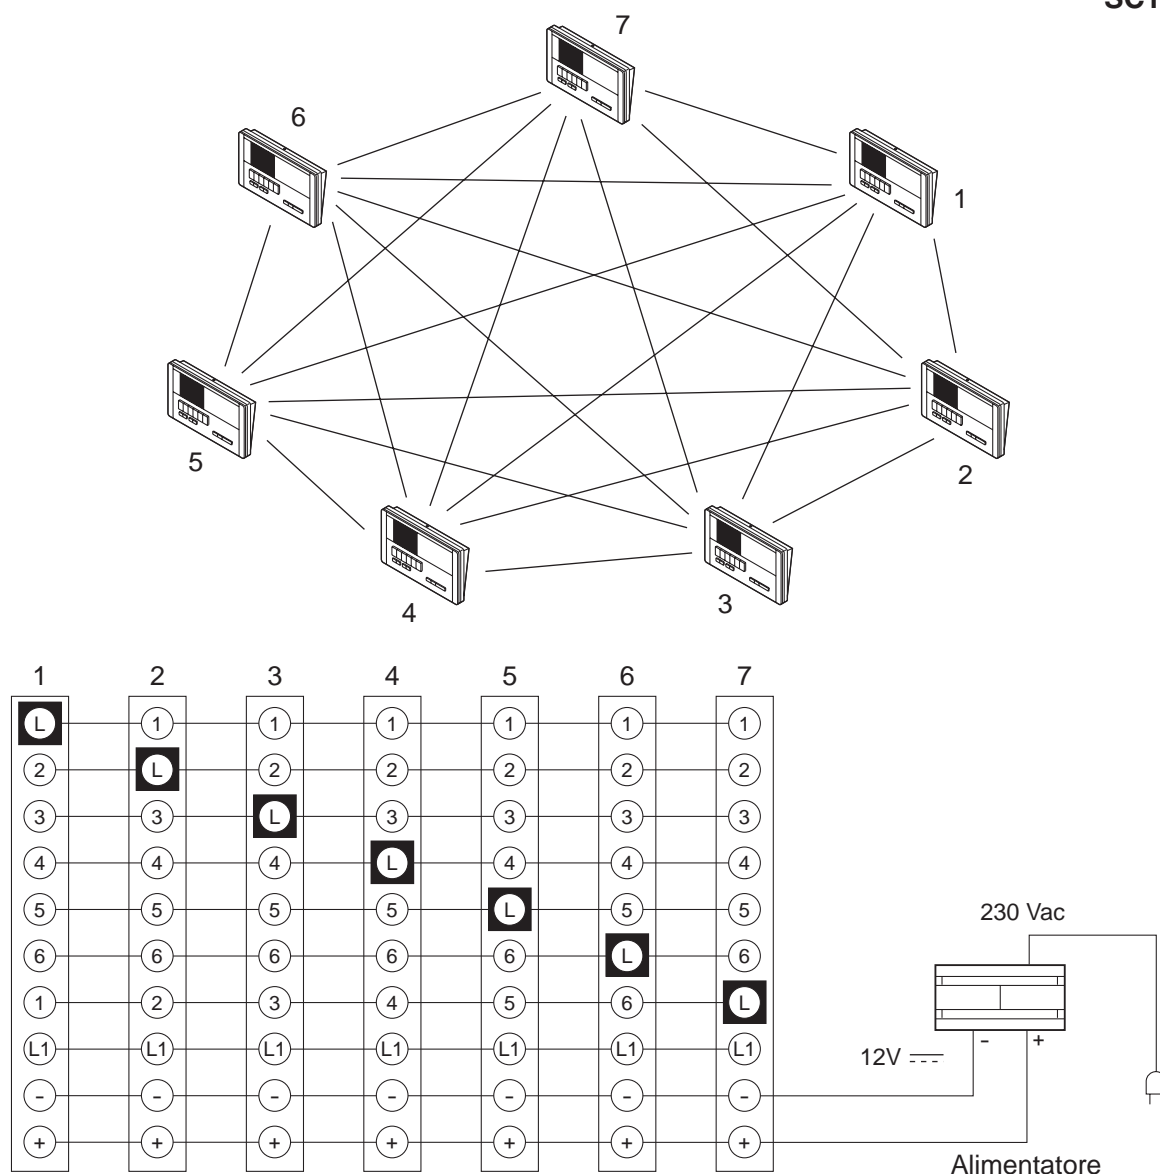 7
6
1
5
2
4
3
1 2 3 4 5 6 7
L 1 1 1 1 1 1
2 L 2 2 2 2 2
3 3 L 3 3 3 3
4 4 4 L 4 4 4
5 5 5 5 L 5 5
230 Vac
6 6 6 6 6 L 6
1 2 3 4 5 6 L
- +
L1 L1 L1 L1 L1 L1 L1
12V
- - - - - - -
+ + + + + + +
Alimentatore